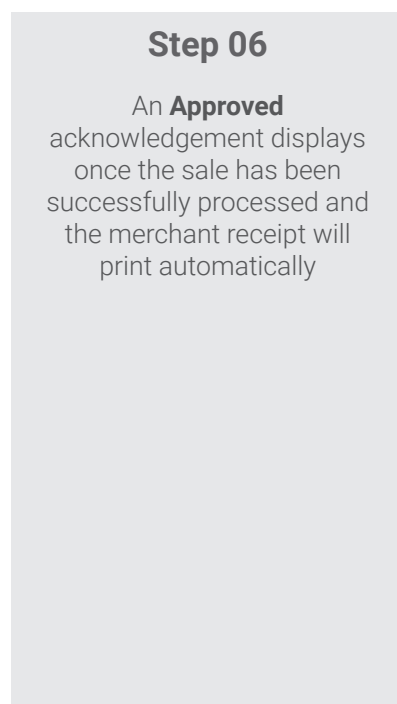 Step 06
An Approved
acknowledgement displays
once the sale has been
successfully processed and
the merchant receipt will
print automatically